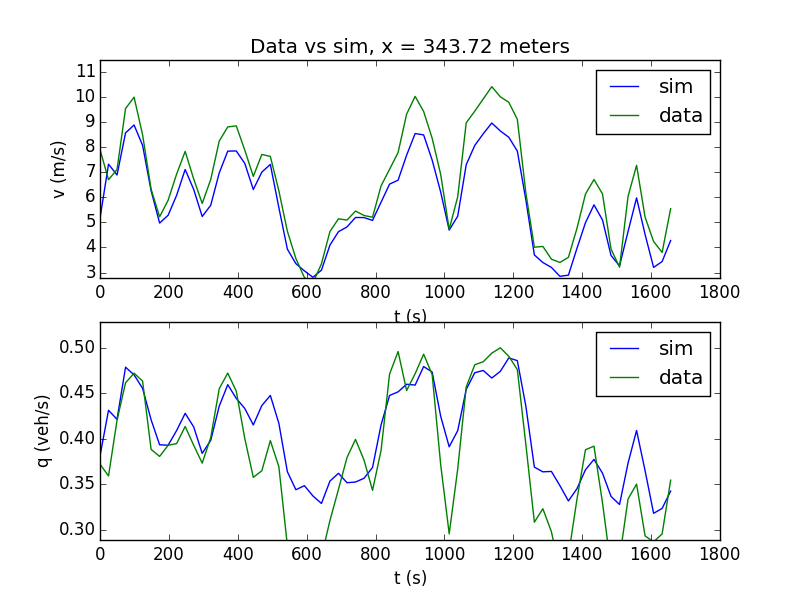 Data vs sim, x = 343.72 meters
v (m/s)
11
10
9
8
7
6
5
4
3
sim
data
0 200 400 600 800 1000 1200 1400 1600 1800
t (s)
q (veh/s)
0.50
0.45
0.40
0.35
0.30
sim
data
0 200 400 600 800 1000 1200 1400 1600 1800
t (s)